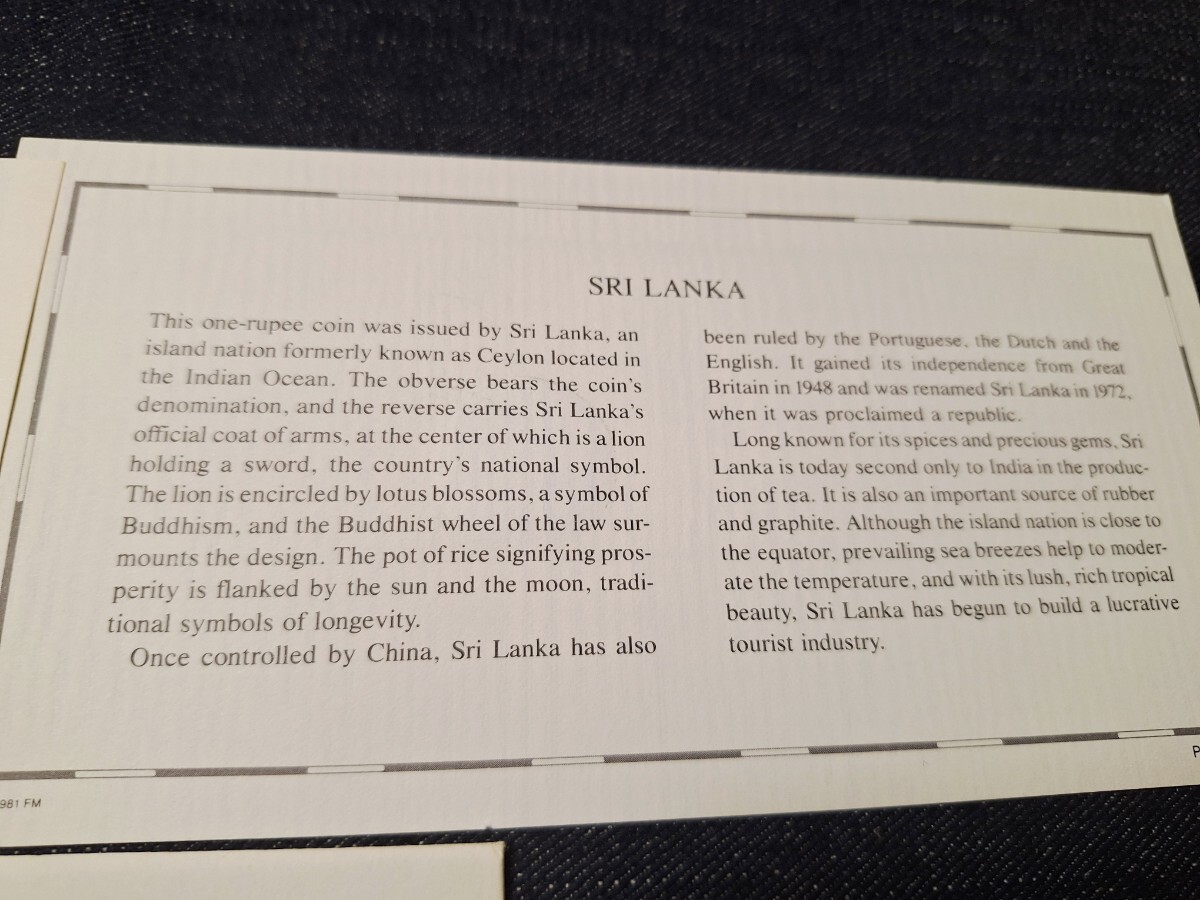 SRI LANKA
This one-rupee coin was issued by Sri Lanka, an
island nation formerly known as Ceylon located in
the Indian Ocean. The obverse bears the coin's
denomination, and the reverse carries Sri Lanka's
official coat of arms, at the center of which is a lion
holding a sword, the country's national symbol.
The lion is encircled by lotus blossoms, a symbol of
Buddhism, and the Buddhist wheel of the law sur-
mounts the design. The pot of rice signifying pros-
perity is flanked by the sun and the moon, tradi-
tional symbols of longevity.
Once controlled by China, Sri Lanka has also
been ruled by the Portuguese, the Dutch and the
English. It gained its independence from Great
Britain in 1948 and was renamed Sri Lanka in 1972,
when it was proclaimed a republic.
Long known for its spices and precious gems, Sri
Lanka is today second only to India in the produc-
tion of tea. It is also an important source of rubber
and graphite. Although the island nation is close to
the equator, prevailing sea breezes help to moder-
ate the temperature, and with its lush, rich tropical
beauty, Sri Lanka has begun to build a lucrative
tourist industry.
981 FM
P